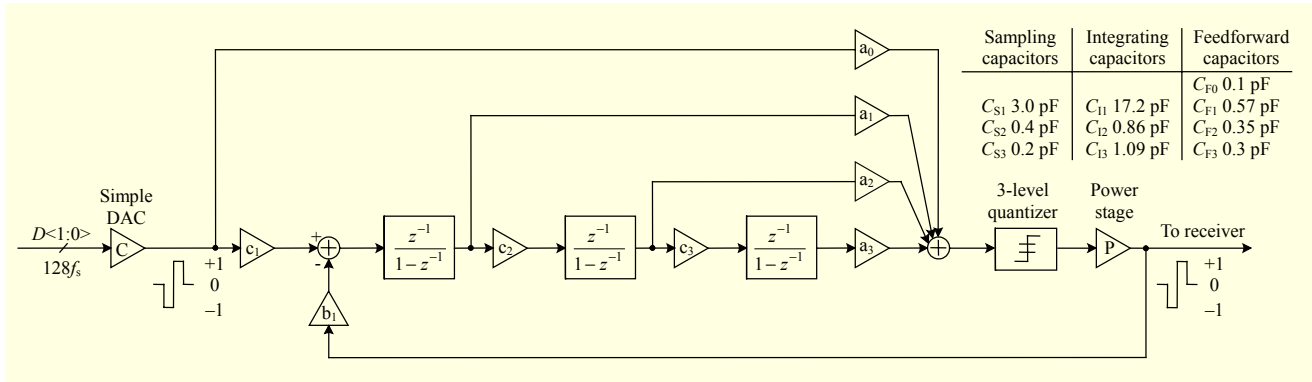 a₀
Sampling capacitors | Integrating capacitors | Feedforward capacitors
C_F0 0.1 pF
C_S1 3.0 pF | C_I1 17.2 pF | C_F1 0.57 pF
C_S2 0.4 pF | C_I2 0.86 pF | C_F2 0.35 pF
C_S3 0.2 pF | C_I3 1.09 pF | C_F3 0.3 pF
a₁
a₂
Simple
DAC
3-level
quantizer
Power
stage
D<1:0>
128fₛ
C
c₁
+
-
z⁻¹
1 − z⁻¹
c₂
z⁻¹
1 − z⁻¹
c₃
z⁻¹
1 − z⁻¹
a₃
P
To receiver
+1
0
−1
b₁
+1
0
−1